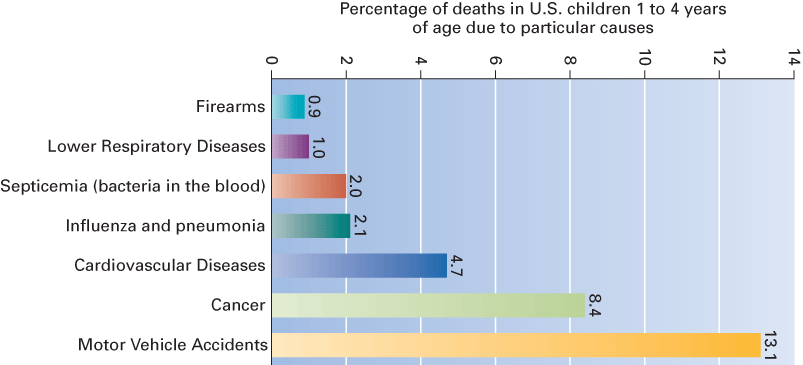 Percentage of deaths in U.S. children 1 to 4 years
of age due to particular causes
0 2 4 6 8 10 12 14
Firearms 0.9
Lower Respiratory Diseases 1.0
Septicemia (bacteria in the blood) 2.0
Influenza and pneumonia 2.1
Cardiovascular Diseases 4.7
Cancer 8.4
Motor Vehicle Accidents 13.1